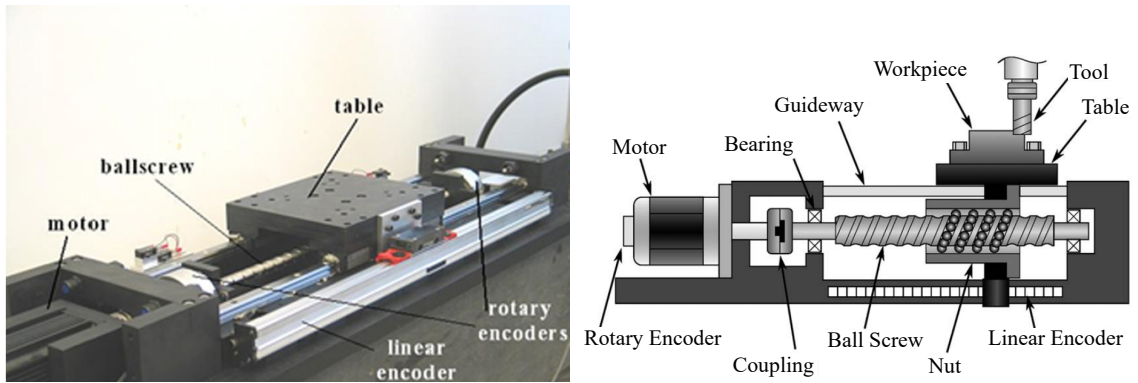 table
ballscrew
motor
rotary
encoders
linear
encoder
Workpiece
Tool
Guideway
Table
Motor
Bearing
Rotary Encoder
Ball Screw
Linear Encoder
Coupling
Nut